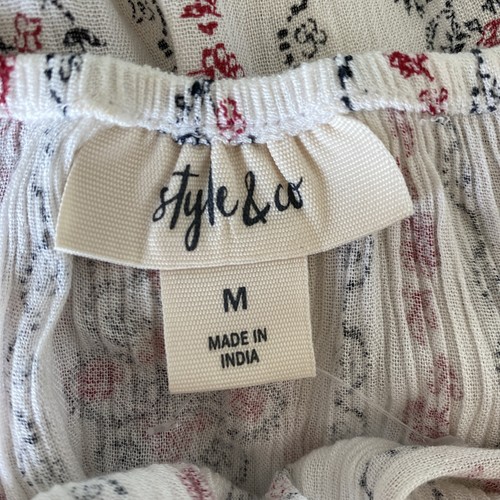 style & co
M
MADE IN
INDIA